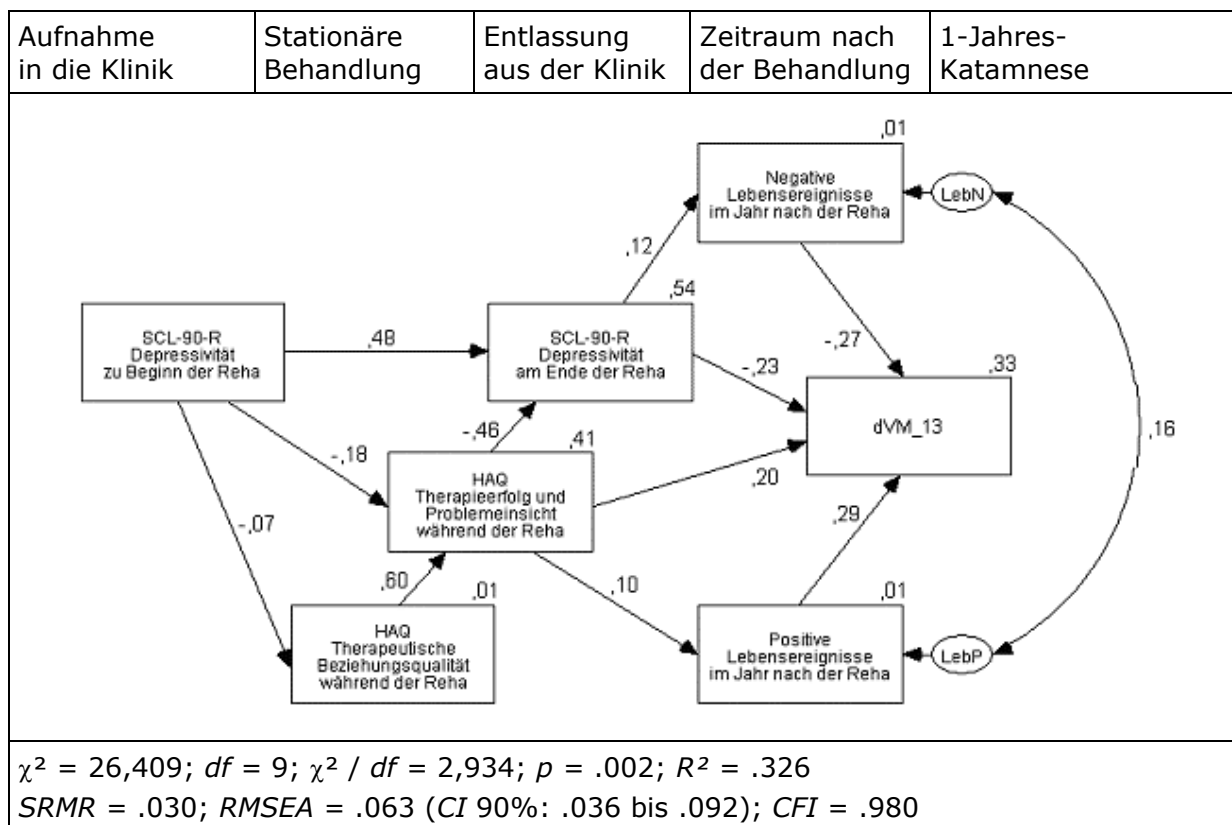 Aufnahme
in die Klinik
Stationäre
Behandlung
Entlassung
aus der Klinik
Zeitraum nach
der Behandlung
1-Jahres-
Katamnese
,01
Negative
Lebensereignisse
im Jahr nach der Reha
LebN
,12
,54
SCL-90-R
Depressivität
zu Beginn der Reha
,48
SCL-90-R
Depressivität
am Ende der Reha
-,27
-,23
,33
dVM_13
,16
-,18
-,46
,41
HAQ
Therapieerfolg und
Problemeinsicht
während der Reha
,20
,29
-,07
,60
,01
HAQ
Therapeutische
Beziehungsqualität
während der Reha
,10
,01
Positive
Lebensereignisse
im Jahr nach der Reha
LebP
χ² = 26,409; df = 9; χ² / df = 2,934; p = .002; R² = .326
SRMR = .030; RMSEA = .063 (CI 90%: .036 bis .092); CFI = .980